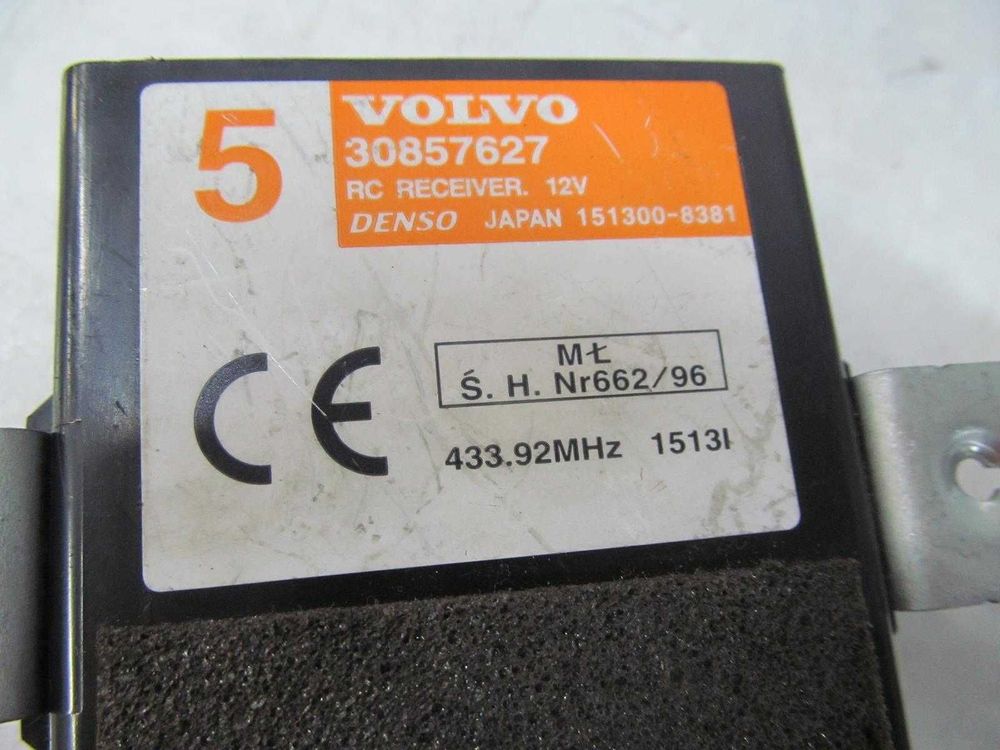 5
VOLVO
30857627
RC RECEIVER. 12V
DENSO JAPAN 151300-8381
CE
MŁ
Ś. H. Nr662/96
433.92MHz 1513I